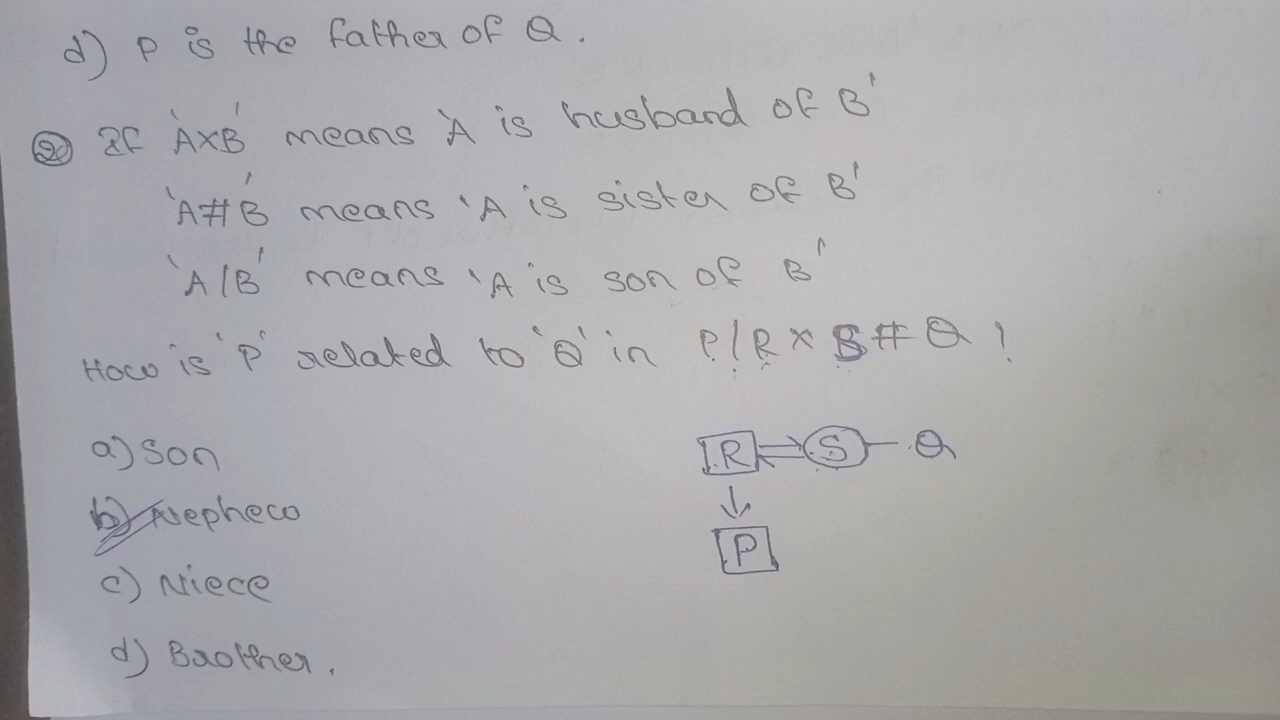 d) P is the father of Q.
② If 'A×B' means 'A is husband of B'
'A#B' means 'A is sister of B'
'A/B' means 'A is son of B'
How is 'P' related to 'Q' in P/R × S # Q ?
a) Son
b) Nephew
c) Niece
d) Brother.
R S Q
P